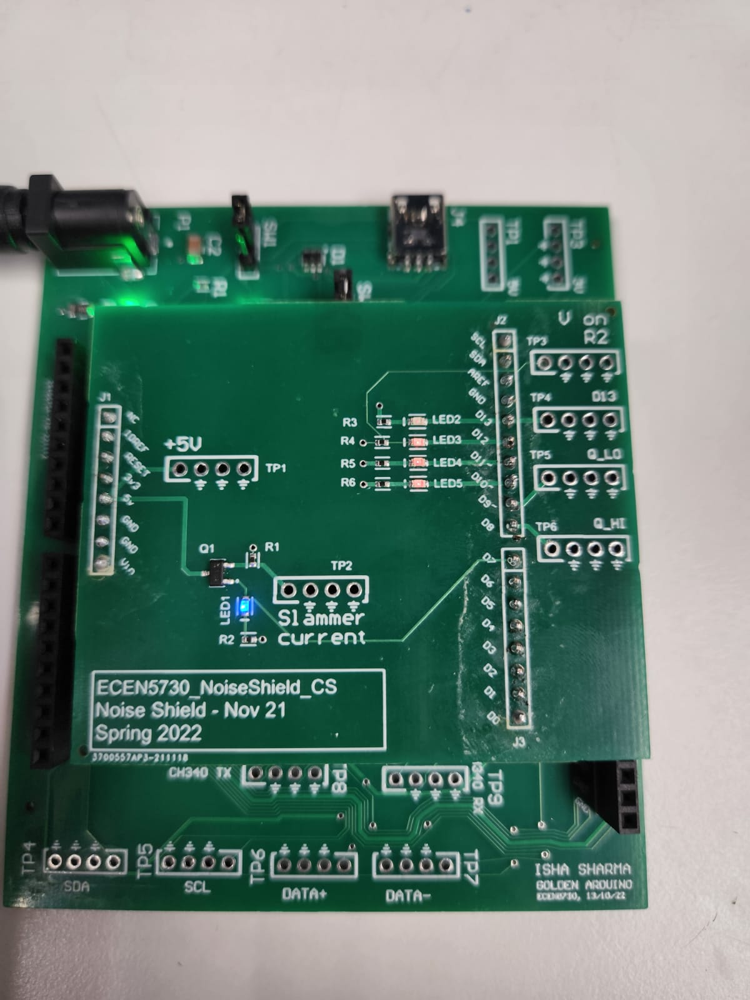 P1
C2
SW1
D1
J4
TP1
5V
TP3
R1
J2
V on
R2
SCL
SDA
AREF
GND
D13
D12
D11
D10
D9~
D8
TP3
TP4
D13
TP5
Q_LO
TP6
Q_HI
J1
NC
IOREF
RESET
3v3
5v
GND
GND
Vin
+5V
TP1
R3
LED2
R4
LED3
R5
LED4
R6
LED5
Q1
R1
TP2
LED1
Slammer
current
R2
D7
D6
D5
D4
D3
D2
D1
D0
J3
ECEN5730_NoiseShield_CS
Noise Shield - Nov 21
Spring 2022
3700557AP3-211118
CH340 TX
TP8
TP9
RX
GND
TP4
SDA
TP5
SCL
TP6
DATA+
TP7
DATA-
ISHA SHARMA
GOLDEN ARDUINO
ECEN5730, 13/10/22